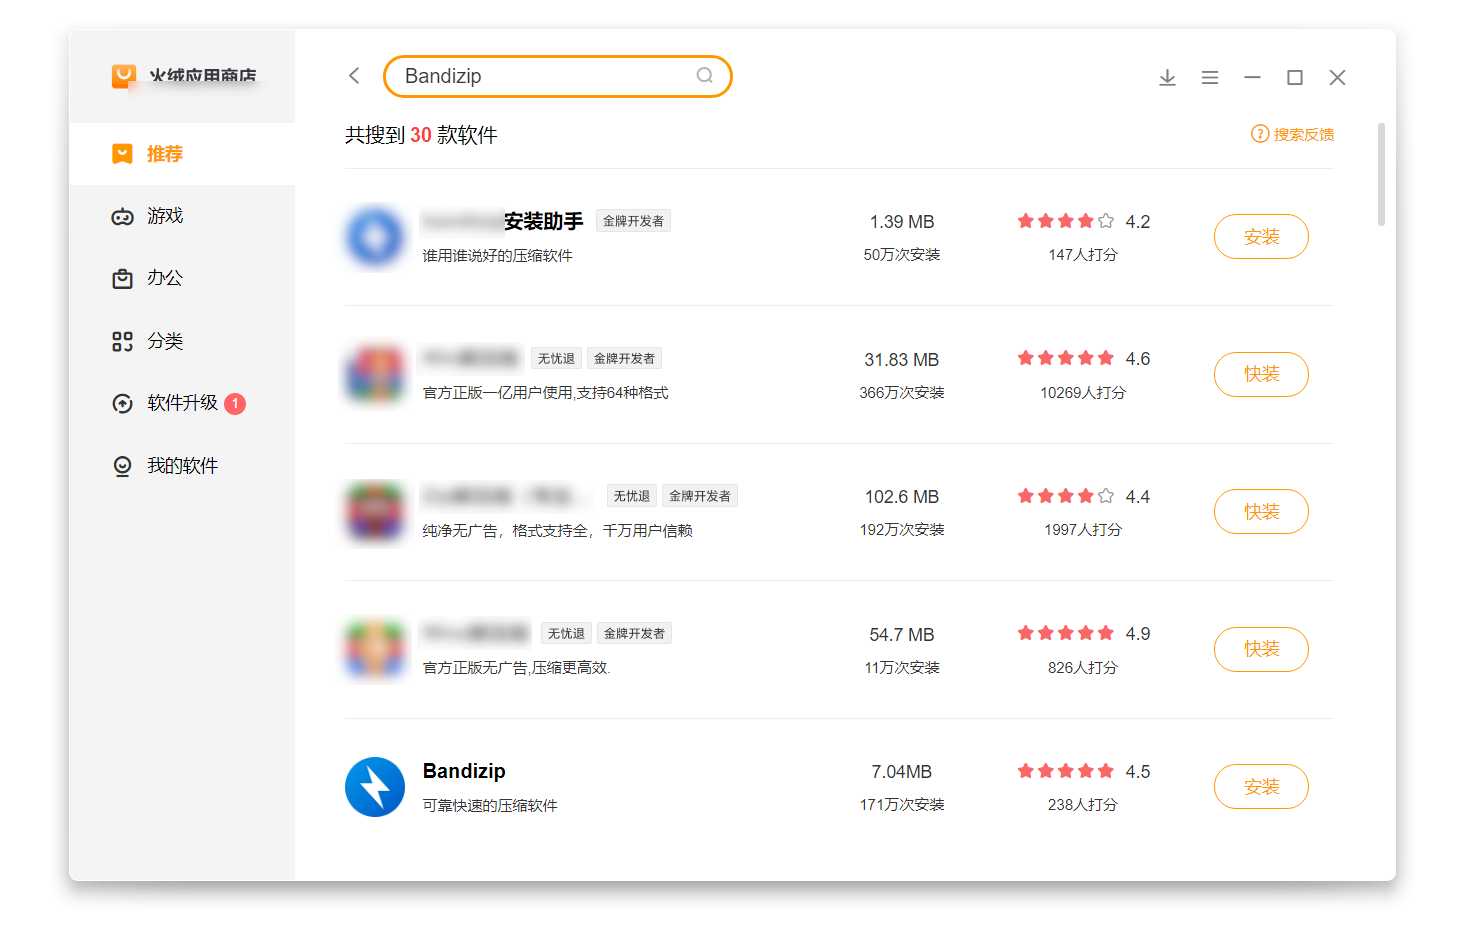 火绒应用商店
Bandizip
推荐
游戏
办公
分类
软件升级 1
我的软件
共搜到 30 款软件
搜索反馈
安装助手 金牌开发者
谁用谁说好的压缩软件
1.39 MB
50万次安装
4.2
147人打分
安装
无忧退 金牌开发者
官方正版一亿用户使用,支持64种格式
31.83 MB
366万次安装
4.6
10269人打分
快装
无忧退 金牌开发者
纯净无广告，格式支持全，千万用户信赖
102.6 MB
192万次安装
4.4
1997人打分
快装
无忧退 金牌开发者
官方正版无广告,压缩更高效.
54.7 MB
11万次安装
4.9
826人打分
快装
Bandizip
可靠快速的压缩软件
7.04MB
171万次安装
4.5
238人打分
安装